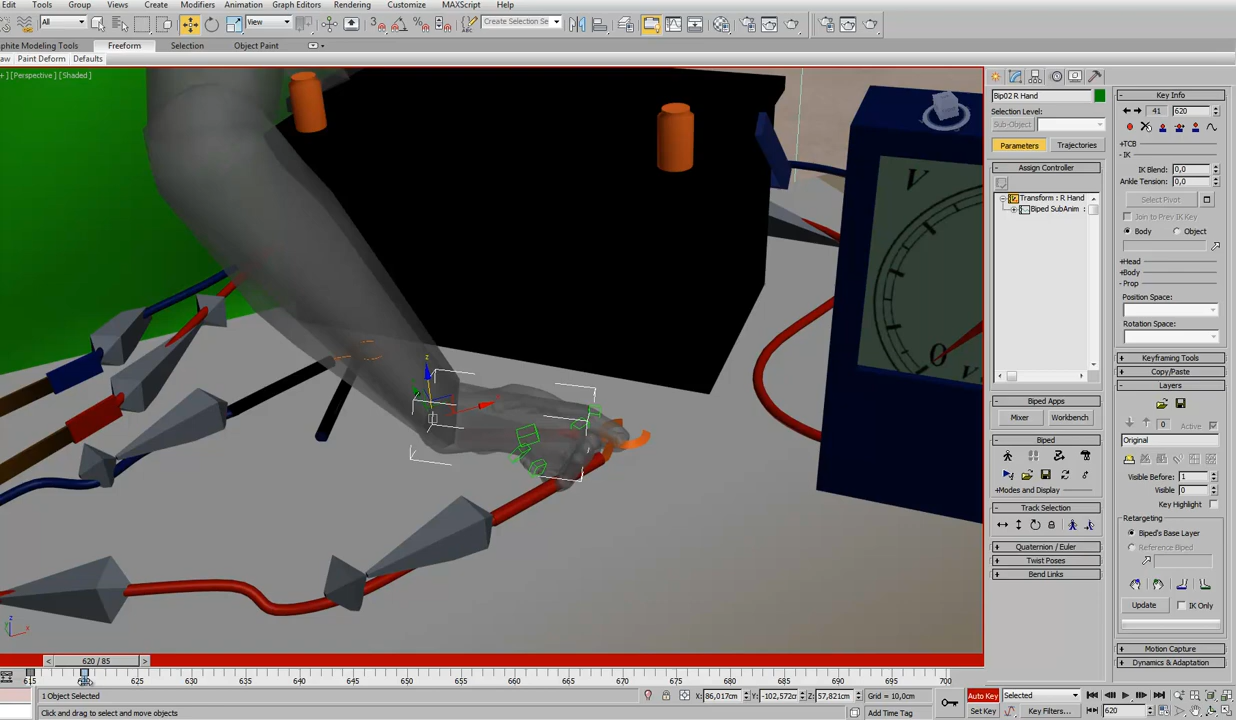 Edit Tools Group Views Create Modifiers Animation Graph Editors Rendering Customize MAXScript Help
All View Create Selection Se
phite Modeling Tools Freeform Selection Object Paint
aw Paint Deform Defaults
+ ] [Perspective] [Shaded]
V
0
V
Bip02 R Hand
Selection Level:
Sub-Object
Parameters Trajectories
Assign Controller
Transform : R Hand
Biped SubAnim :
Biped Apps
Mixer Workbench
Biped
+Modes and Display
Track Selection
Quaternion / Euler
Twist Poses
Bend Links
Key Info
41 620
+TCB
- IK
IK Blend: 0,0
Ankle Tension: 0,0
Select Pivot
Join to Prev IK Key
Body Object
+Head
+Body
- Prop
Position Space:
Rotation Space:
Keyframing Tools
Copy/Paste
Layers
0 Active
Original
Visible Before: 1
Visible 0
Key Highlight
Retargeting
Biped's Base Layer
Reference Biped
Update IK Only
Motion Capture
Dynamics & Adaptation
z
x
y
z
x
< 620 / 85 >
615 625 630 635 640 645 650 655 660 665 670 675 680 685 690 695 700
1 Object Selected X: 86,017cm Y: -102,572c Z: 57,821cm Grid = 10,0cm Auto Key Selected
Click and drag to select and move objects Add Time Tag Set Key Key Filters... 620